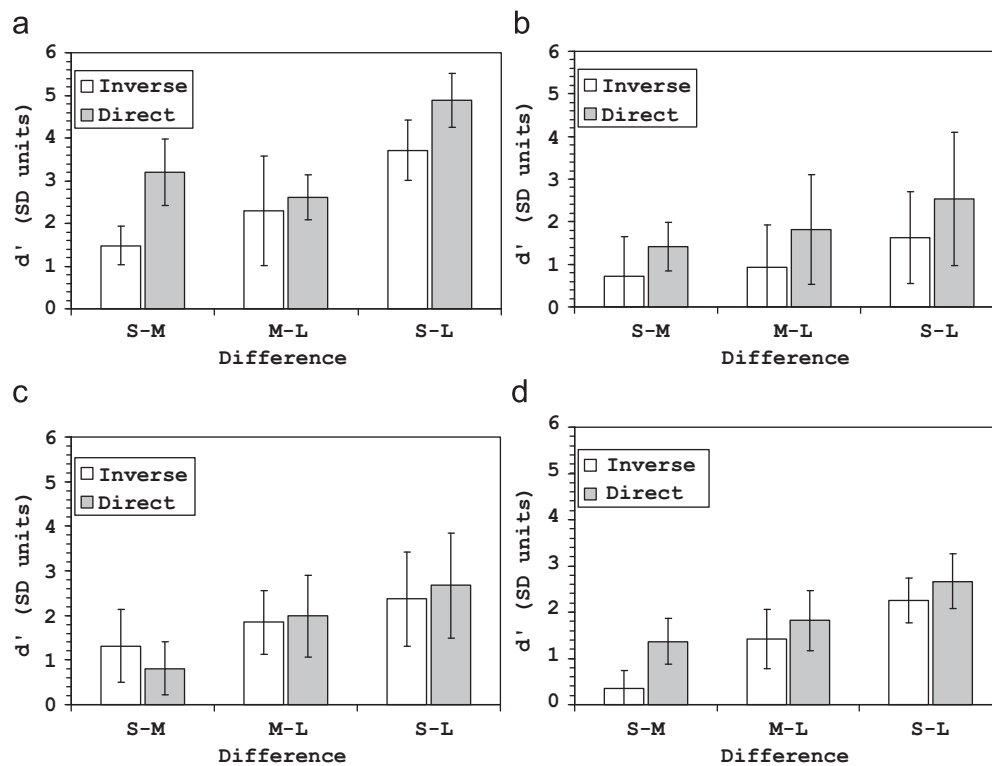 a
6
5
4
3
2
1
0
d' (SD units)
Inverse
Direct
S-M M-L S-L
Difference
b
6
5
4
3
2
1
0
d' (SD units)
Inverse
Direct
S-M M-L S-L
Difference
c
6
5
4
3
2
1
0
d' (SD units)
Inverse
Direct
S-M M-L S-L
Difference
d
6
5
4
3
2
1
0
d' (SD units)
Inverse
Direct
S-M M-L S-L
Difference